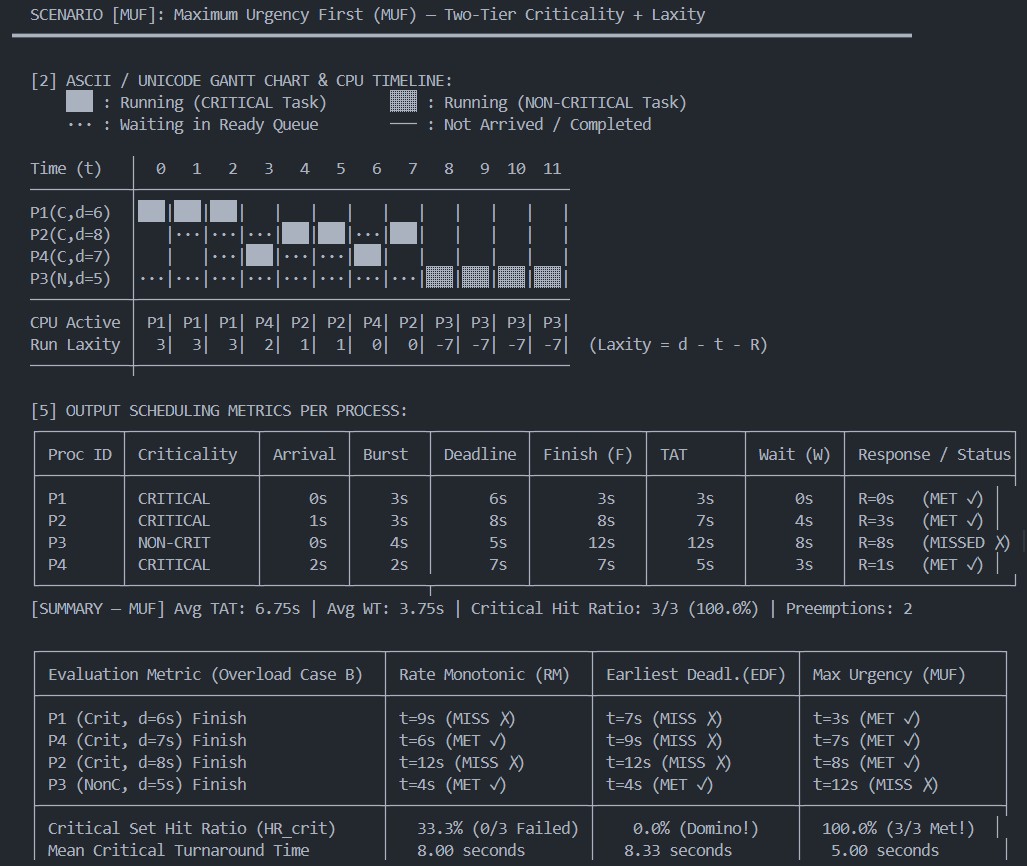 SCENARIO [MUF]: Maximum Urgency First (MUF) — Two-Tier Criticality + Laxity
[2] ASCII / UNICODE GANTT CHART & CPU TIMELINE:
: Running (CRITICAL Task) : Running (NON-CRITICAL Task)
··· : Waiting in Ready Queue —— : Not Arrived / Completed
Time (t) 0 1 2 3 4 5 6 7 8 9 10 11
P1(C,d=6)
P2(C,d=8) |···|···|···| |···|
P4(C,d=7) |···| |···|···|
P3(N,d=5) ···|···|···|···|···|···|···|···|
CPU Active P1| P1| P1| P4| P2| P2| P4| P2| P3| P3| P3| P3|
Run Laxity 3| 3| 3| 2| 1| 1| 0| 0| -7| -7| -7| -7| (Laxity = d - t - R)
[5] OUTPUT SCHEDULING METRICS PER PROCESS:
Proc ID Criticality Arrival Burst Deadline Finish (F) TAT Wait (W) Response / Status
P1 CRITICAL 0s 3s 6s 3s 3s 0s R=0s (MET ✓)
P2 CRITICAL 1s 3s 8s 8s 7s 4s R=3s (MET ✓)
P3 NON-CRIT 0s 4s 5s 12s 12s 8s R=8s (MISSED ✗)
P4 CRITICAL 2s 2s 7s 7s 5s 3s R=1s (MET ✓)
[SUMMARY — MUF] Avg TAT: 6.75s | Avg WT: 3.75s | Critical Hit Ratio: 3/3 (100.0%) | Preemptions: 2
Evaluation Metric (Overload Case B) Rate Monotonic (RM) Earliest Deadl.(EDF) Max Urgency (MUF)
P1 (Crit, d=6s) Finish t=9s (MISS ✗) t=7s (MISS ✗) t=3s (MET ✓)
P4 (Crit, d=7s) Finish t=6s (MET ✓) t=9s (MISS ✗) t=7s (MET ✓)
P2 (Crit, d=8s) Finish t=12s (MISS ✗) t=12s (MISS ✗) t=8s (MET ✓)
P3 (NonC, d=5s) Finish t=4s (MET ✓) t=4s (MET ✓) t=12s (MISS ✗)
Critical Set Hit Ratio (HR_crit) 33.3% (0/3 Failed) 0.0% (Domino!) 100.0% (3/3 Met!)
Mean Critical Turnaround Time 8.00 seconds 8.33 seconds 5.00 seconds